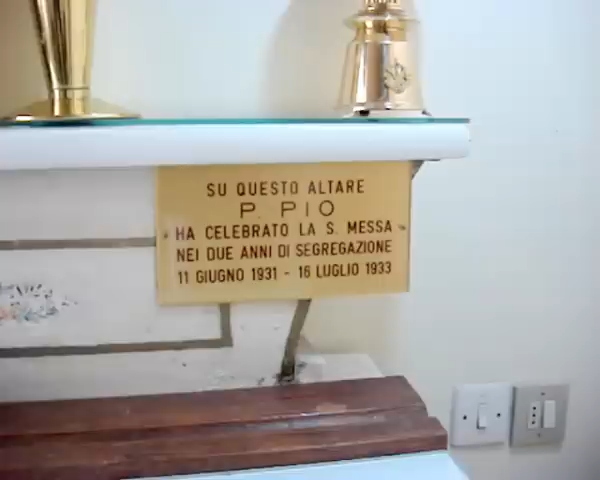 SU QUESTO ALTARE
P. PIO
HA CELEBRATO LA S. MESSA
NEI DUE ANNI DI SEGREGAZIONE
11 GIUGNO 1931 - 16 LUGLIO 1933